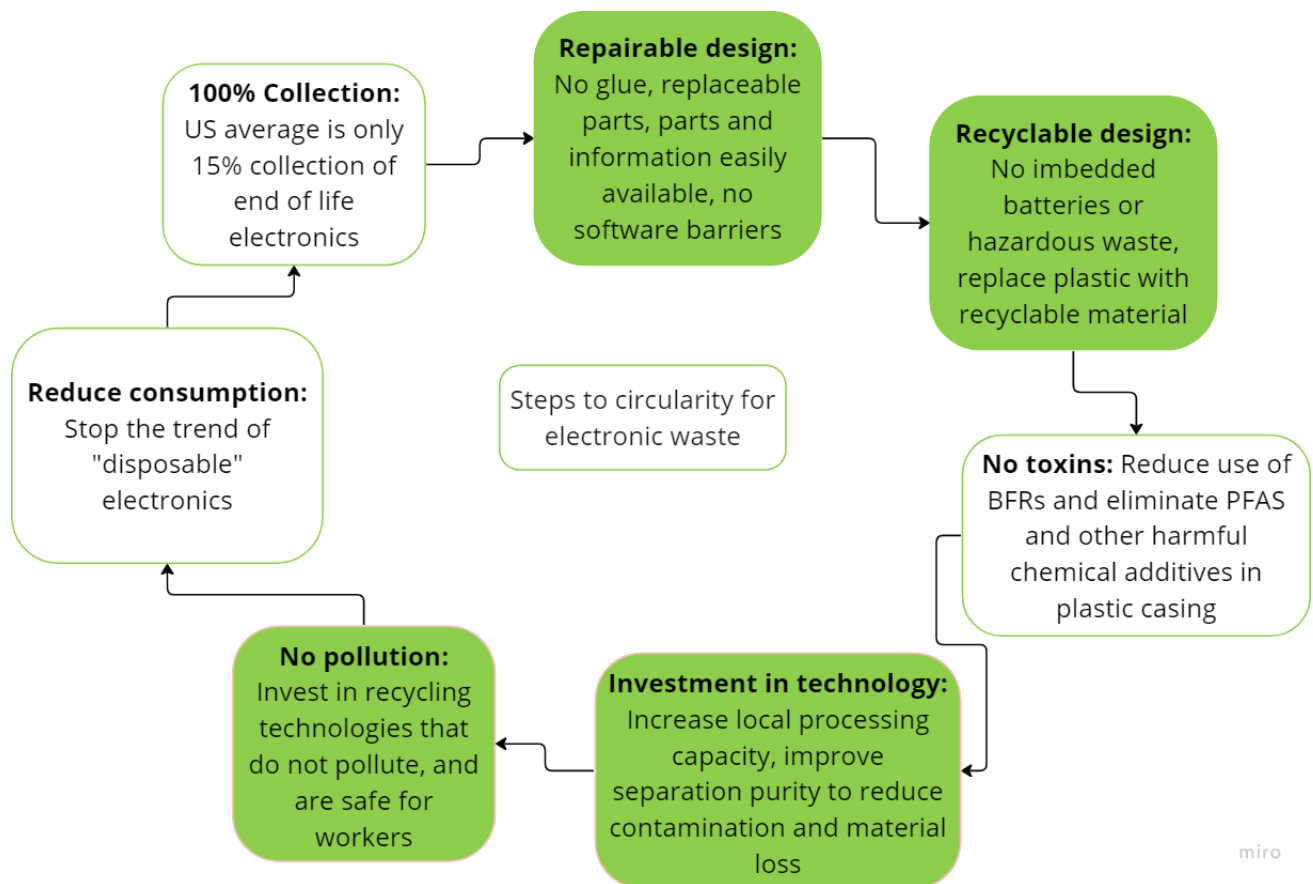 100% Collection:
US average is only
15% collection of
end of life
electronics
Repairable design:
No glue, replaceable
parts, parts and
information easily
available, no
software barriers
Recyclable design:
No imbedded
batteries or
hazardous waste,
replace plastic with
recyclable material
No toxins: Reduce use of
BFRs and eliminate PFAS
and other harmful
chemical additives in
plastic casing
Investment in technology:
Increase local processing
capacity, improve
separation purity to reduce
contamination and material
loss
No pollution:
Invest in recycling
technologies that
do not pollute, and
are safe for
workers
Reduce consumption:
Stop the trend of
"disposable"
electronics
Steps to circularity for
electronic waste
miro